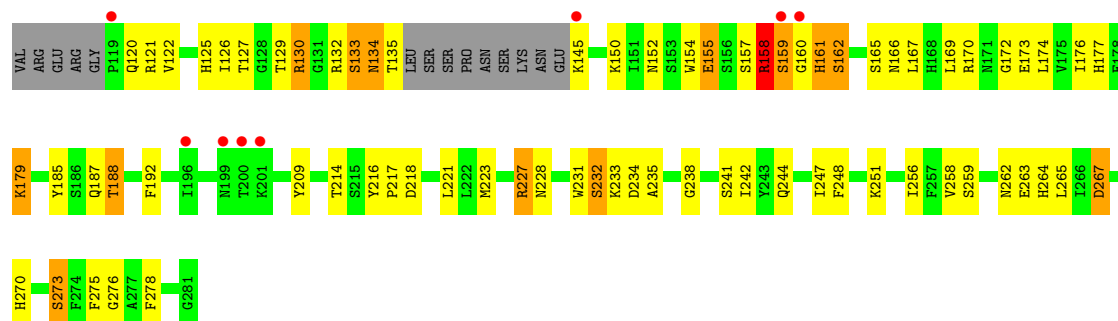 VAL ARG GLU ARG GLY P119 Q120 R121 V122 H125 I126 T127 G128 T129 R130 G131 R132 S133 N134 T135 LEU SER SER PRO ASN SER LYS ASN GLU K145 K150 I151 N152 S153 W154 E155 S156 S157 R158 S159 G160 H161 S162 S165 N166 L167 H168 L169 R170 N171 G172 E173 L174 V175 I176 H177 E178
K179 Y185 S186 Q187 T188 F192 I196 N199 T200 K201 Y209 T214 S215 Y216 P217 D218 L221 L222 M223 R227 N228 W231 S232 K233 D234 A235 G238 S241 I242 Y243 Q244 I247 F248 K251 I256 F257 V258 S259 N262 E263 H264 L265 I266 D267
H270 S273 F274 F275 G276 A277 F278 G281